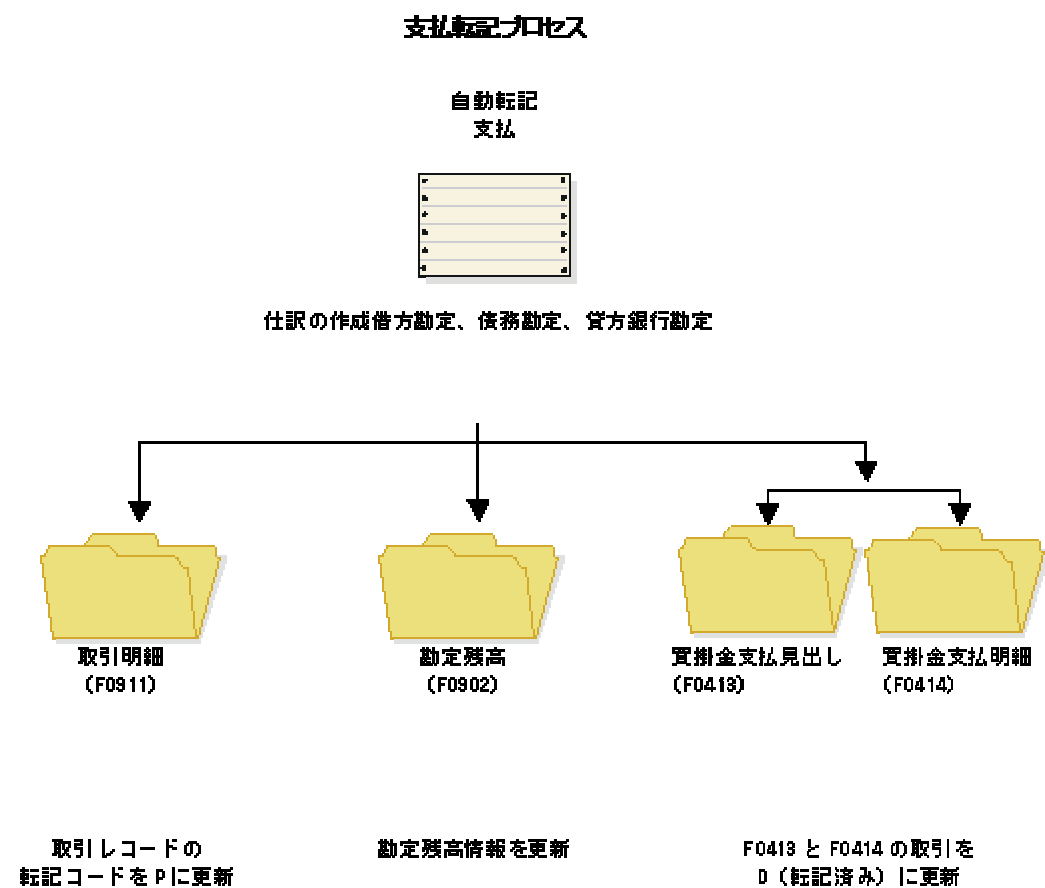 支払転記プロセス
自動転記
支払
仕訳の作成借方勘定、債務勘定、貸方銀行勘定
取引明細
(F0911)
勘定残高
(F0902)
買掛金支払見出し
(F0413)
買掛金支払明細
(F0414)
取引レコードの
転記コードを P に更新
勘定残高情報を更新
F0413 と F0414 の取引を
D (転記済み) に更新